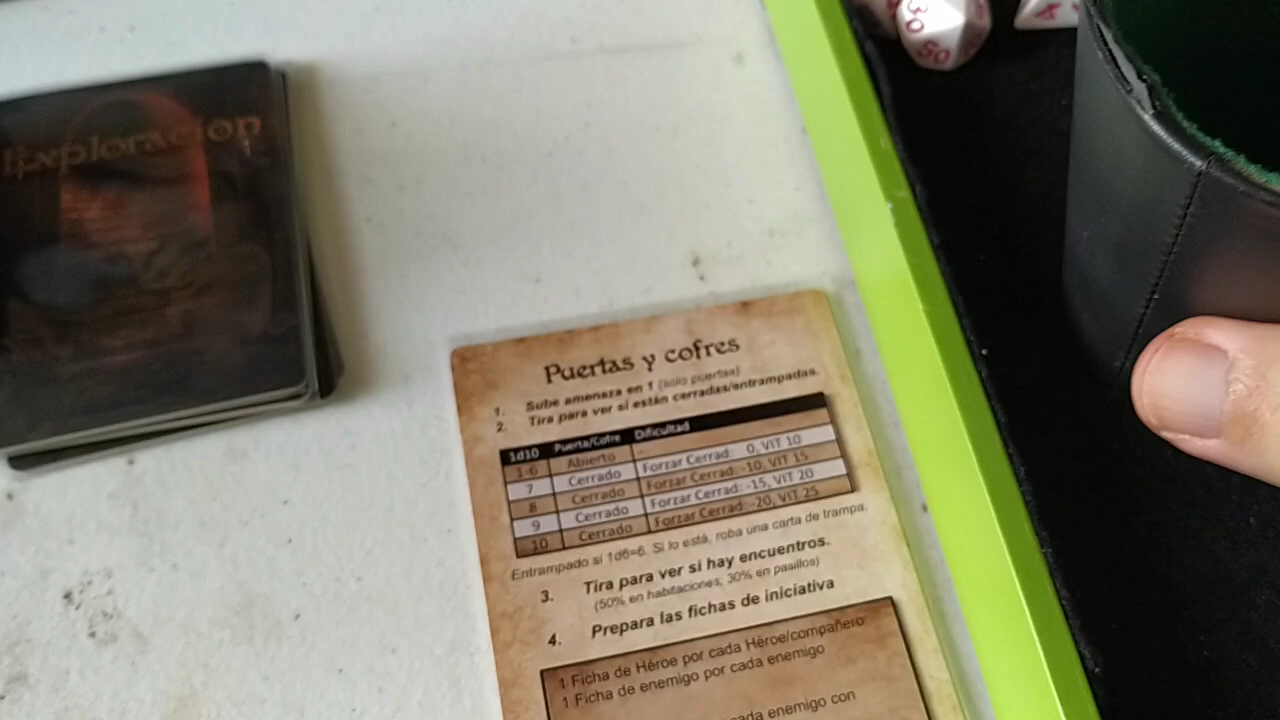 Exploración
30
50
4
Puertas y cofres
1. Sube amenaza en 1 (solo puertas)
2. Tira para ver si están cerradas/entrampadas.
1d10 Puerta/Cofre Dificultad
1-6 Abierto -
7 Cerrado Forzar Cerrad: 0, VIT 10
8 Cerrado Forzar Cerrad: -10, VIT 15
9 Cerrado Forzar Cerrad: -15, VIT 20
10 Cerrado Forzar Cerrad: -20, VIT 25
Entrampado si 1d6=6. Si lo está, roba una carta de trampa.
3. Tira para ver si hay encuentros.
(50% en habitaciones, 30% en pasillos)
4. Prepara las fichas de iniciativa
1 Ficha de Héroe por cada Héroe/compañero
1 Ficha de enemigo por cada enemigo
cada enemigo con